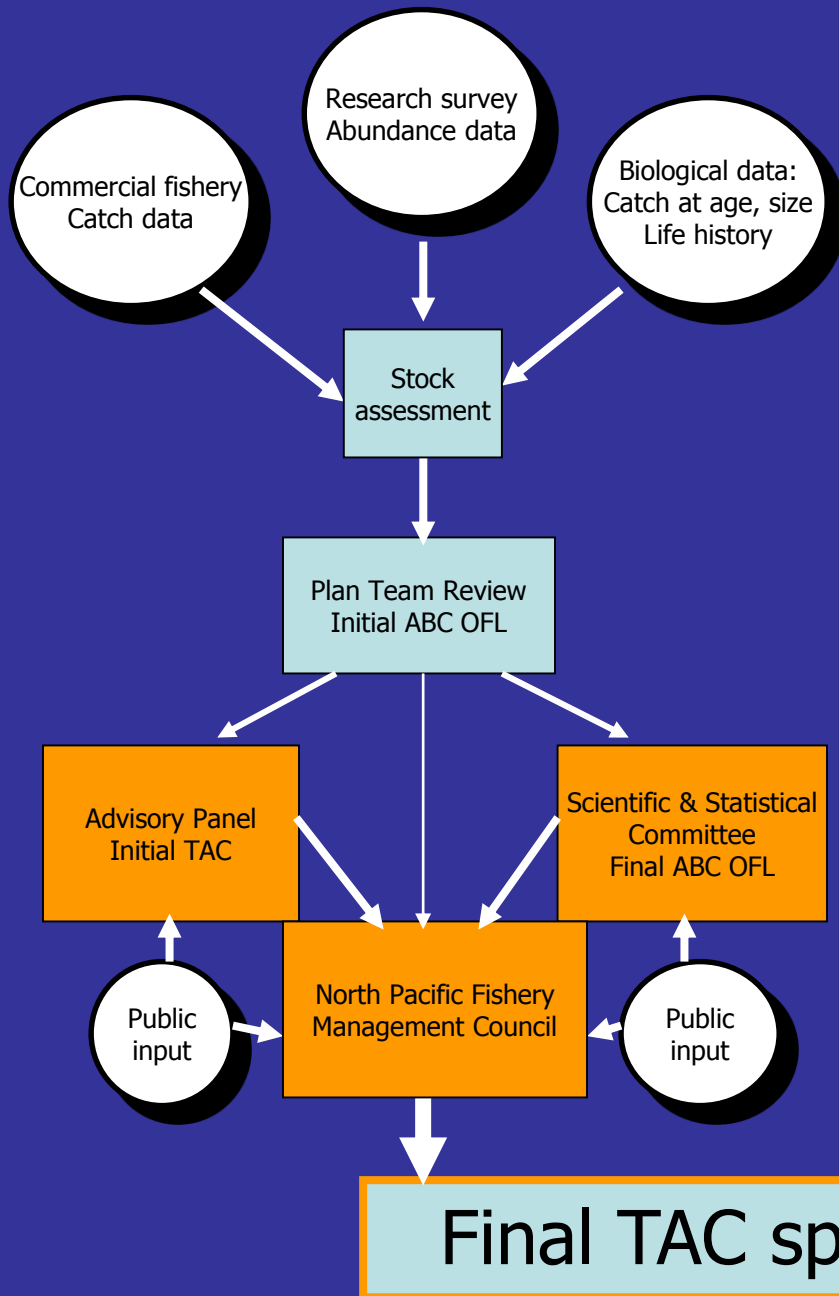 Research survey
Abundance data
Commercial fishery
Catch data
Biological data:
Catch at age, size
Life history
Stock
assessment
Plan Team Review
Initial ABC OFL
Advisory Panel
Initial TAC
Scientific & Statistical
Committee
Final ABC OFL
North Pacific Fishery
Management Council
Public
input
Public
input
Final TAC sp